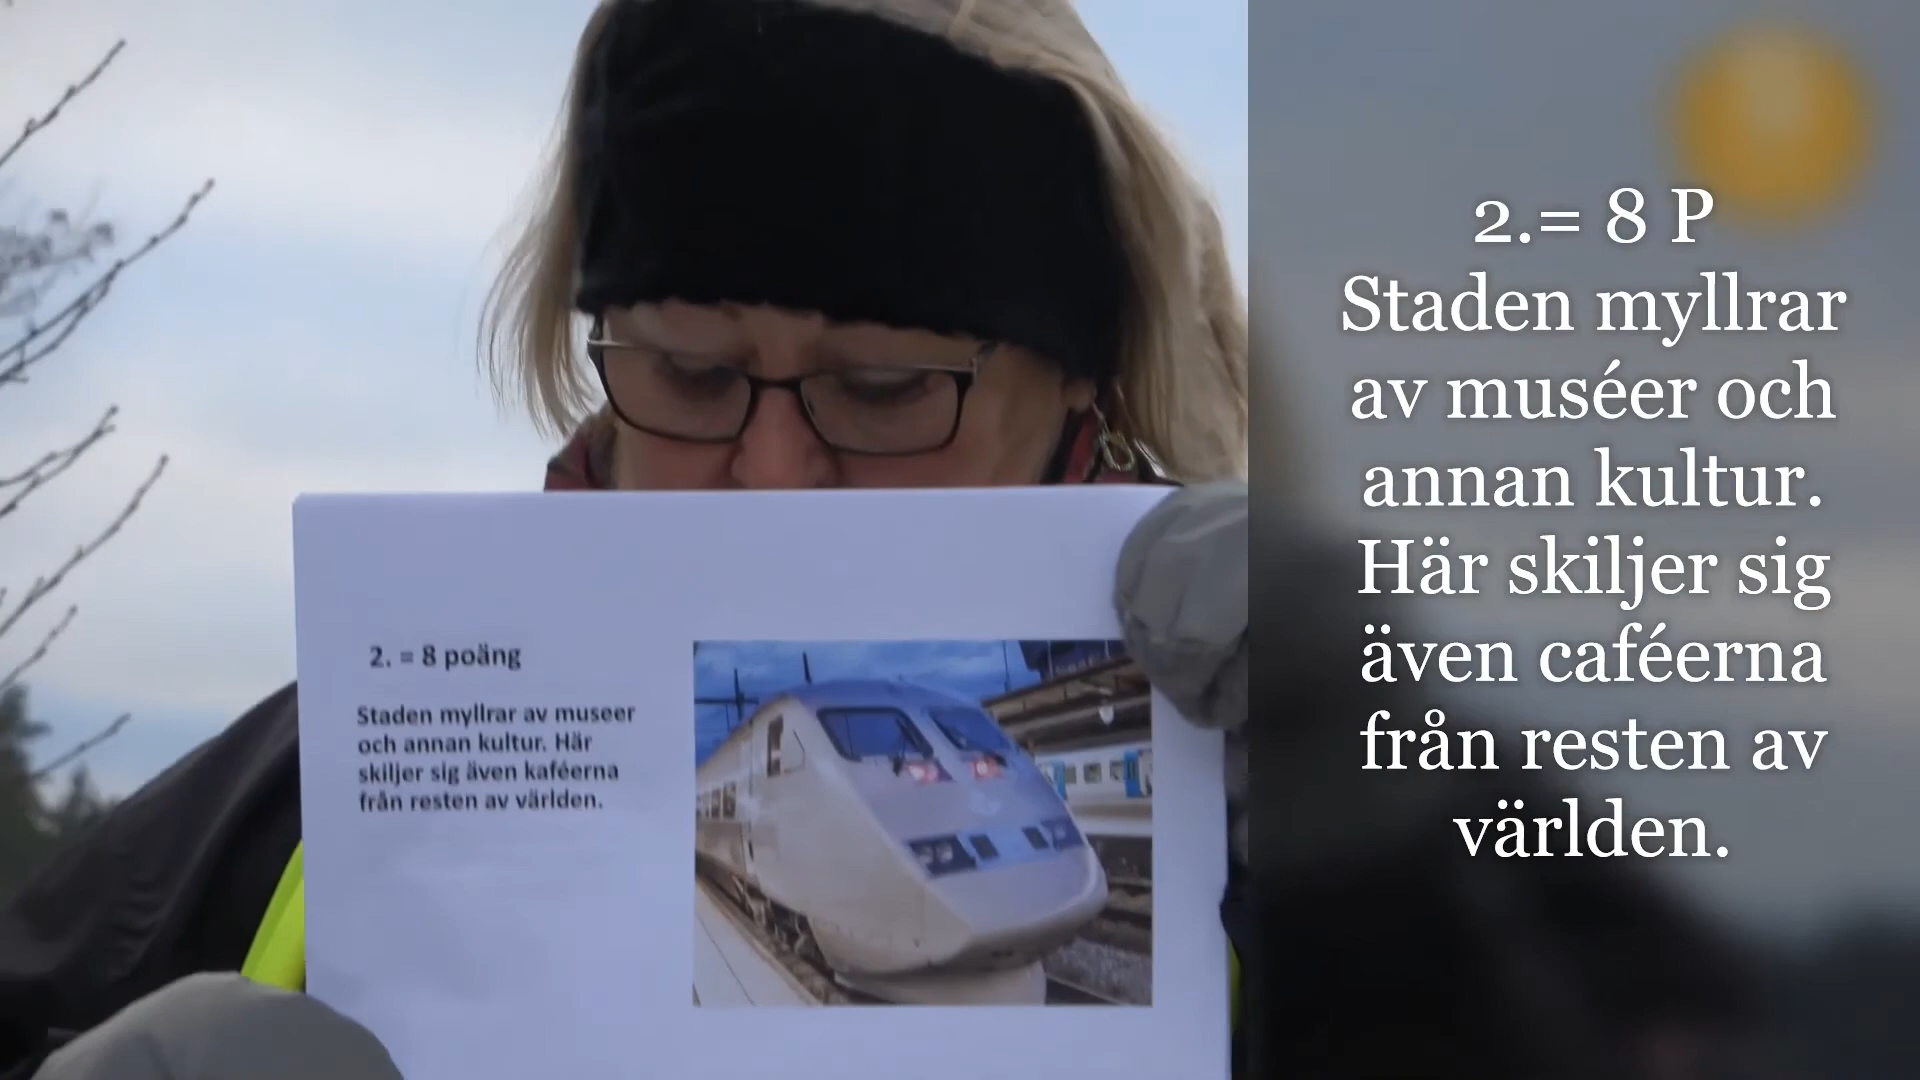 2. = 8 poäng
Staden myllrar av museer
och annan kultur. Här
skiljer sig även kaféerna
från resten av världen.
2.= 8 P
Staden myllrar
av muséer och
annan kultur.
Här skiljer sig
även caféerna
från resten av
världen.